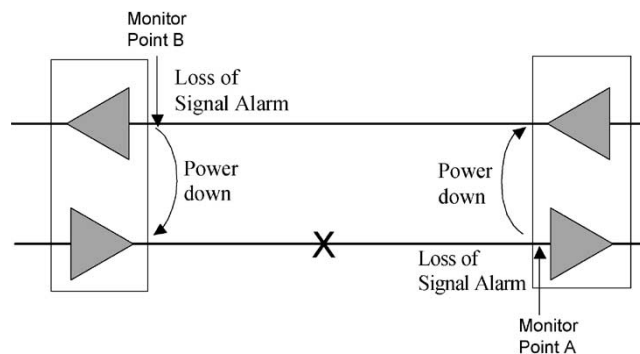 Monitor
Point B
Loss of
Signal Alarm
Power
down
Power
down
X
Loss of
Signal Alarm
Monitor
Point A